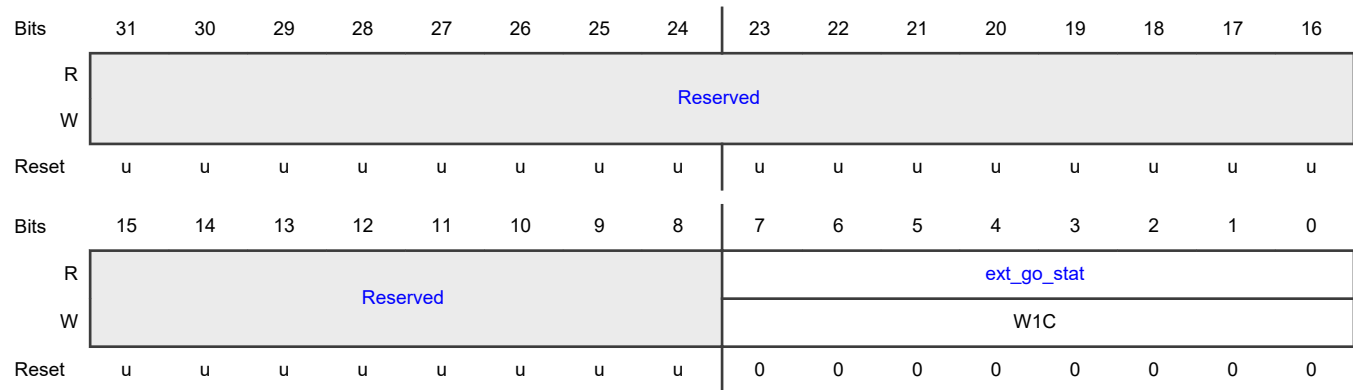 Bits 31 30 29 28 27 26 25 24 23 22 21 20 19 18 17 16
R
Reserved
W
Reset u u u u u u u u u u u u u u u u
Bits 15 14 13 12 11 10 9 8 7 6 5 4 3 2 1 0
R ext_go_stat
Reserved
W W1C
Reset u u u u u u u u 0 0 0 0 0 0 0 0